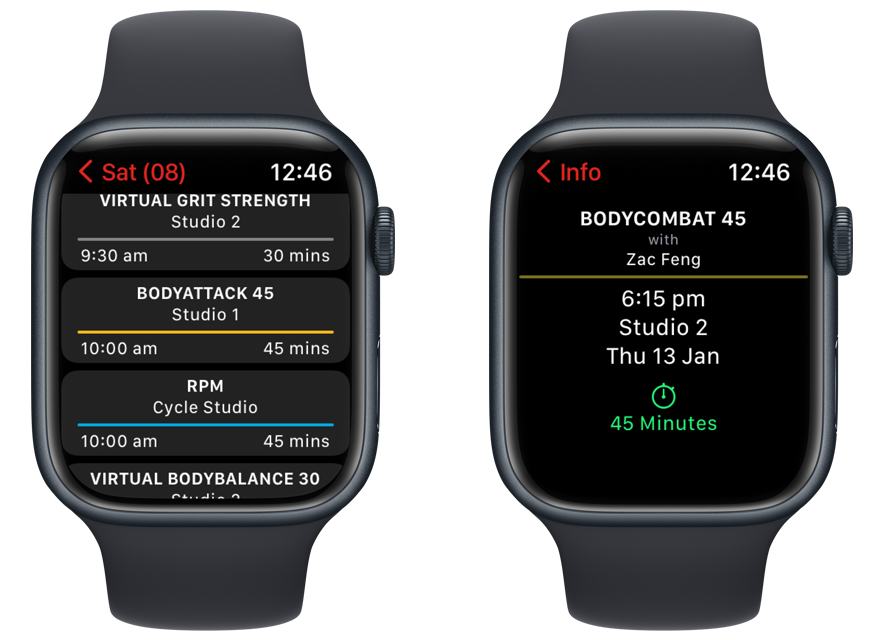 Sat (08) 12:46
VIRTUAL GRIT STRENGTH
Studio 2
9:30 am 30 mins
BODYATTACK 45
Studio 1
10:00 am 45 mins
RPM
Cycle Studio
10:00 am 45 mins
VIRTUAL BODYBALANCE 30
Studio 2
Info 12:46
BODYCOMBAT 45
with
Zac Feng
6:15 pm
Studio 2
Thu 13 Jan
45 Minutes